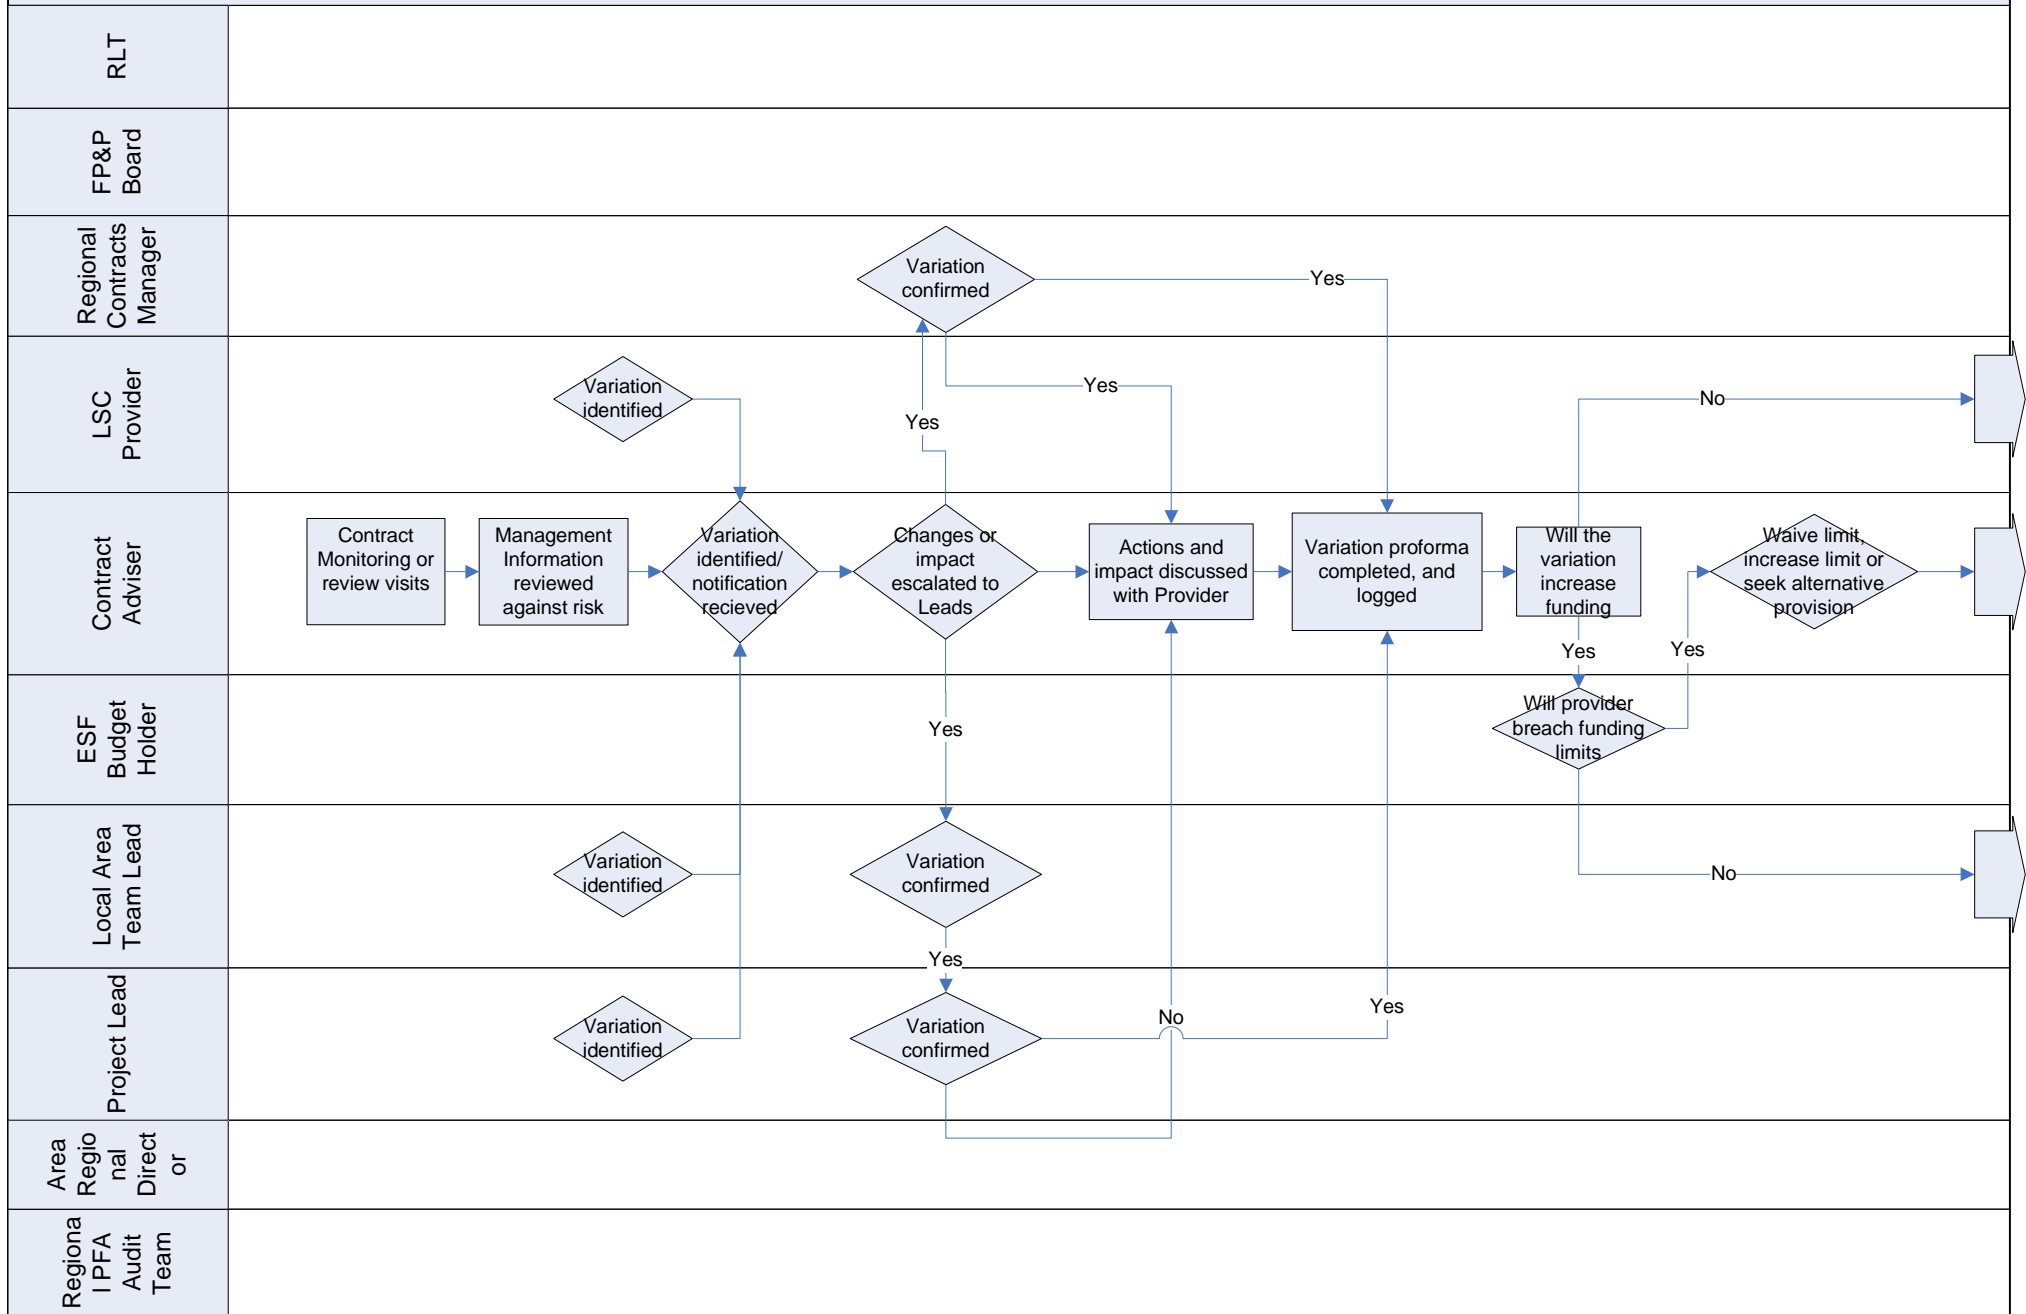 RLT
FP&P
Board
Regional
Contracts
Manager
Variation
confirmed
Yes
LSC
Provider
Variation
identified
Yes
Yes
No
Contract
Adviser
Contract
Monitoring or
review visits
Management
Information
reviewed
against risk
Variation
identified/
notification
recieved
Changes or
impact
escalated to
Leads
Actions and
impact discussed
with Provider
Variation proforma
completed, and
logged
Will the
variation
increase
funding
Waive limit,
increase limit or
seek alternative
provision
Yes
Yes
ESF
Budget
Holder
Yes
Will provider
breach funding
limits
Local Area
Team Lead
Variation
identified
Variation
confirmed
No
Yes
Project Lead
Variation
identified
Variation
confirmed
No
Yes
Area
Regio
nal
Direct
or
Regiona
l PFA
Audit
Team